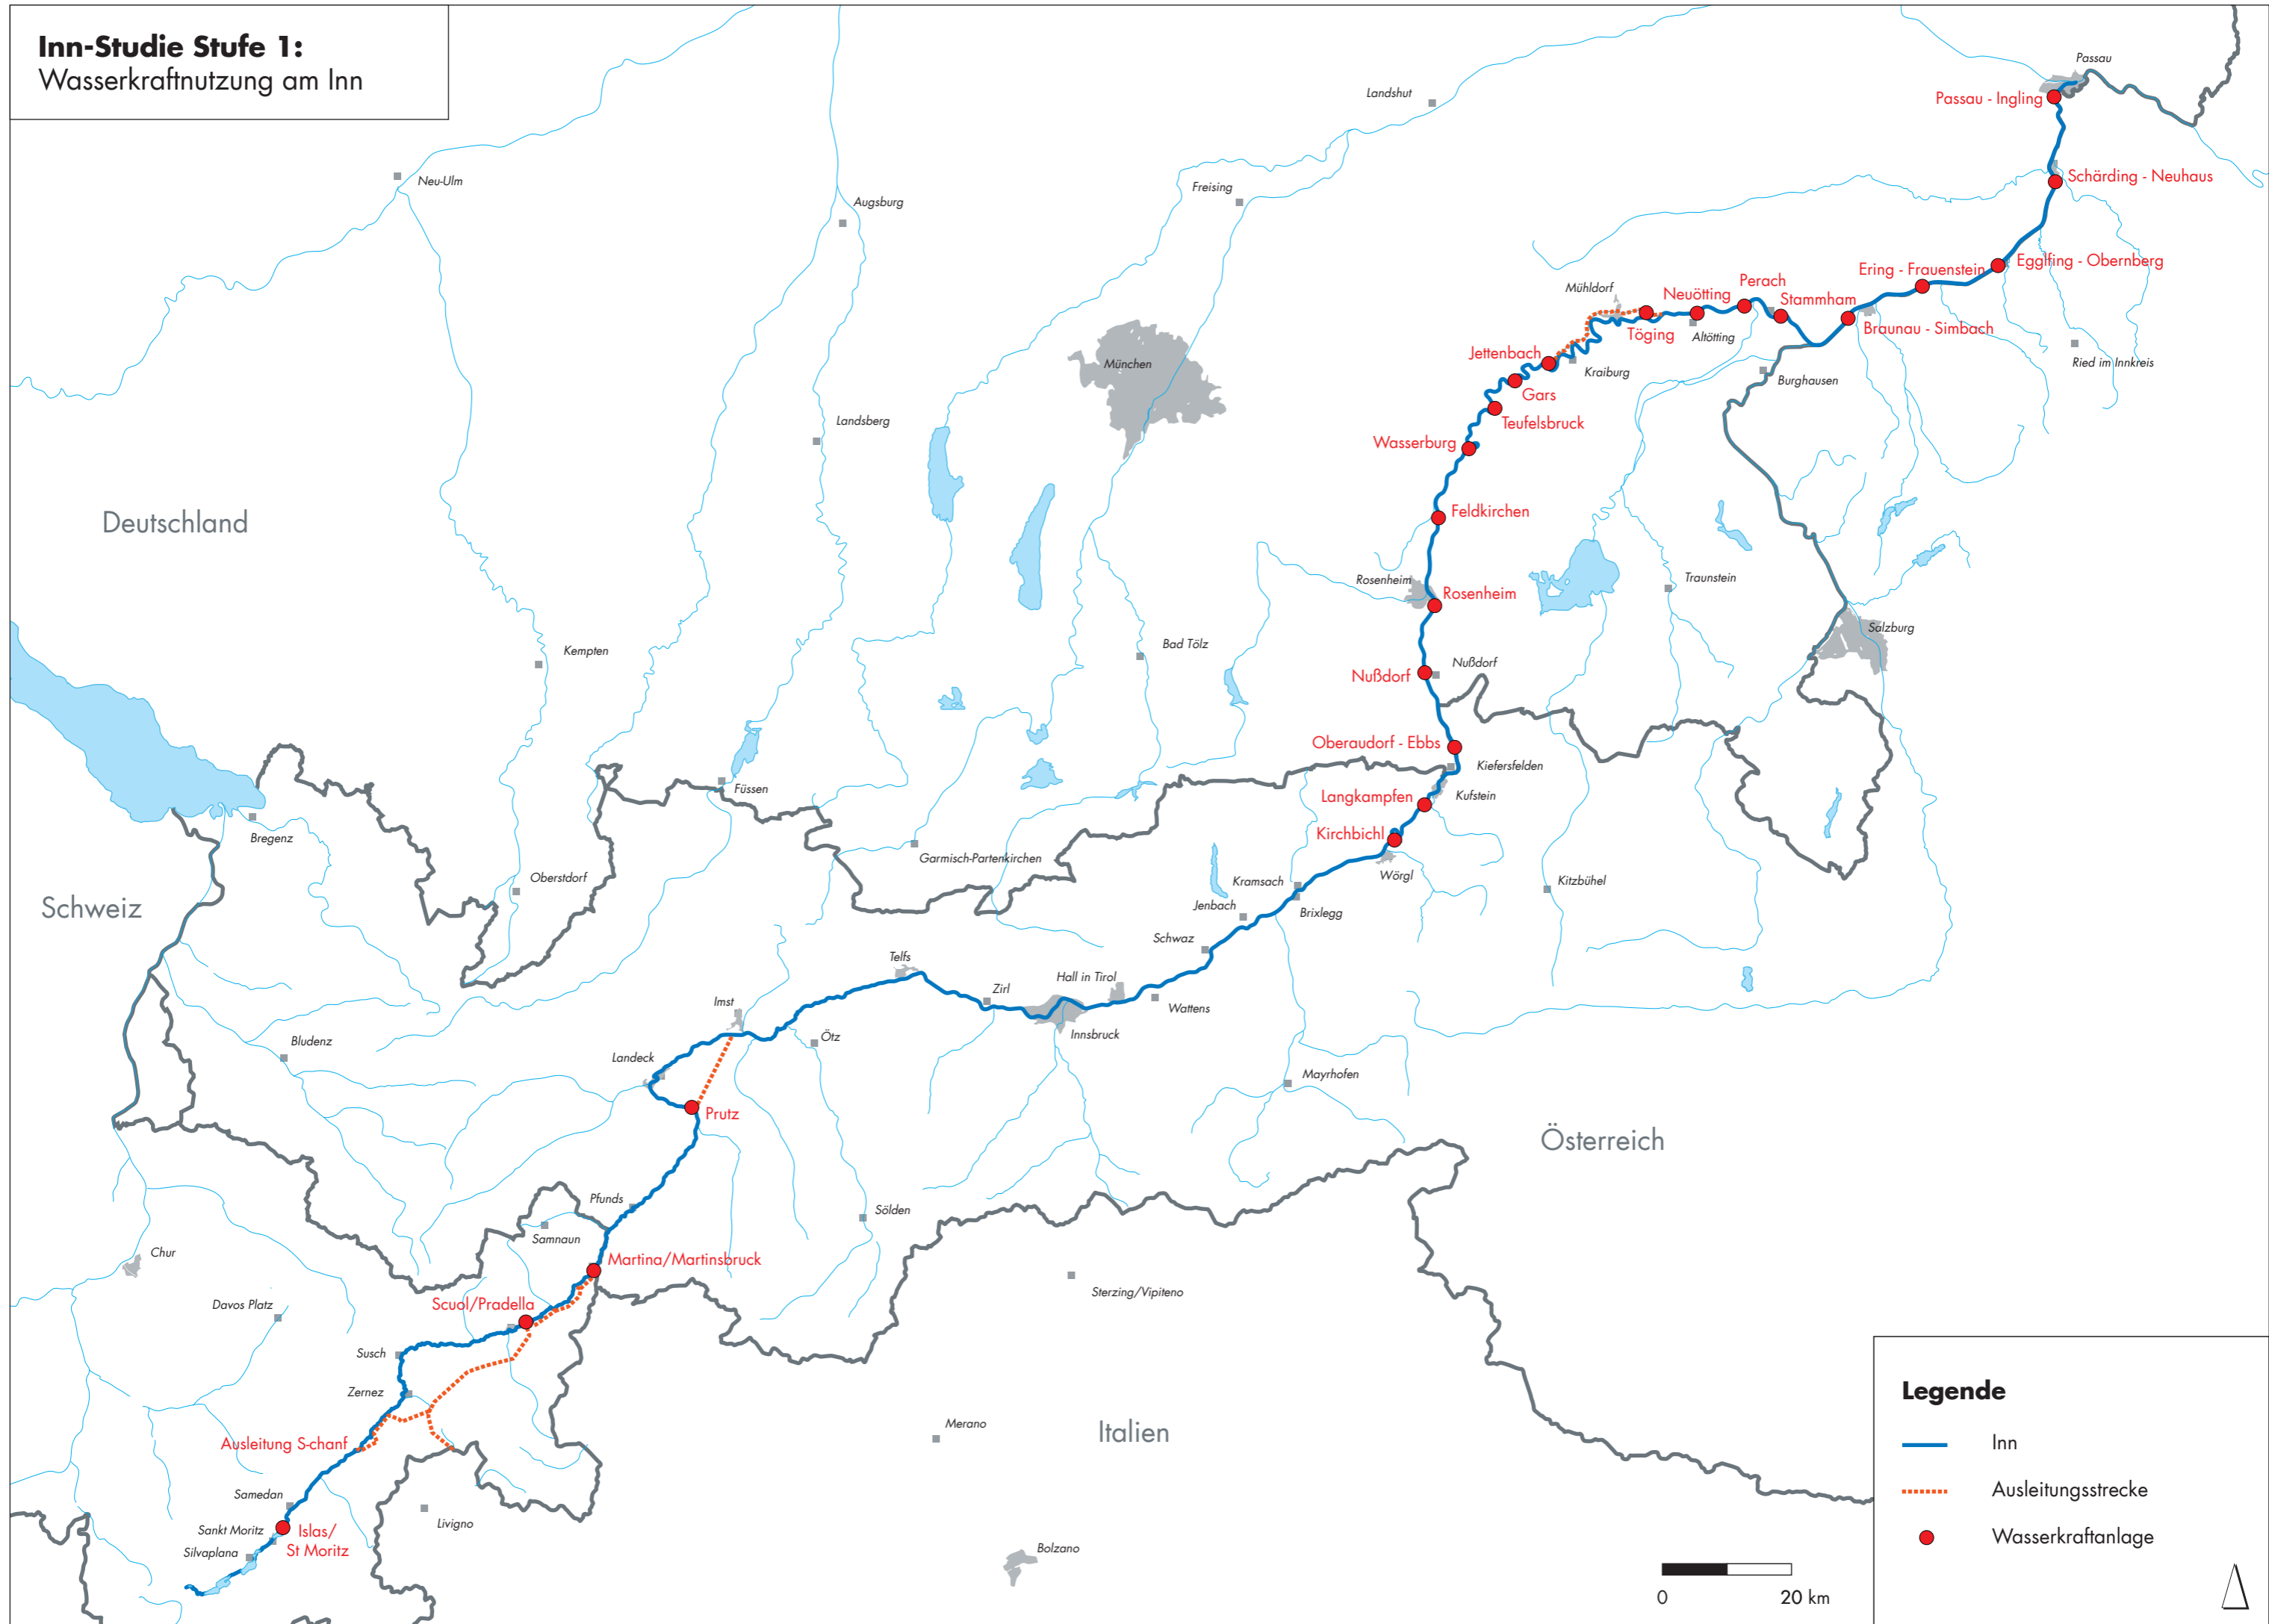 Inn-Studie Stufe 1:
Wasserkraftnutzung am Inn
Passau
Landshut
Passau - Ingling
Neu-Ulm
Freising
Schärding - Neuhaus
Augsburg
Egglfing - Obernberg
Ering - Frauenstein
Perach
Mühldorf
Neuötting
Stammham
Braunau - Simbach
Töging
Altötting
Jettenbach
München
Ried im Innkreis
Kraiburg
Burghausen
Gars
Teufelsbruck
Landsberg
Wasserburg
Feldkirchen
Deutschland
Rosenheim
Traunstein
Rosenheim
Salzburg
Bad Tölz
Kempten
Nußdorf
Nußdorf
Oberaudorf - Ebbs
Kiefersfelden
Füssen
Langkampfen
Kufstein
Kirchbichl
Bregenz
Garmisch-Partenkirchen
Wörgl
Oberstdorf
Kramsach
Kitzbühel
Schweiz
Jenbach
Brixlegg
Schwaz
Telfs
Hall in Tirol
Zirl
Imst
Wattens
Innsbruck
Ötz
Bludenz
Landeck
Mayrhofen
Prutz
Österreich
Pfunds
Sölden
Samnaun
Chur
Martina/Martinsbruck
Sterzing/Vipiteno
Davos Platz
Scuol/Pradella
Susch
Zernez
Legende
Merano
Italien
Ausleitung S-chanf
Inn
Samedan
Ausleitungsstrecke
Livigno
Sankt Moritz
Islas/
St Moritz
Wasserkraftanlage
Silvaplana
Bolzano
0 20 km